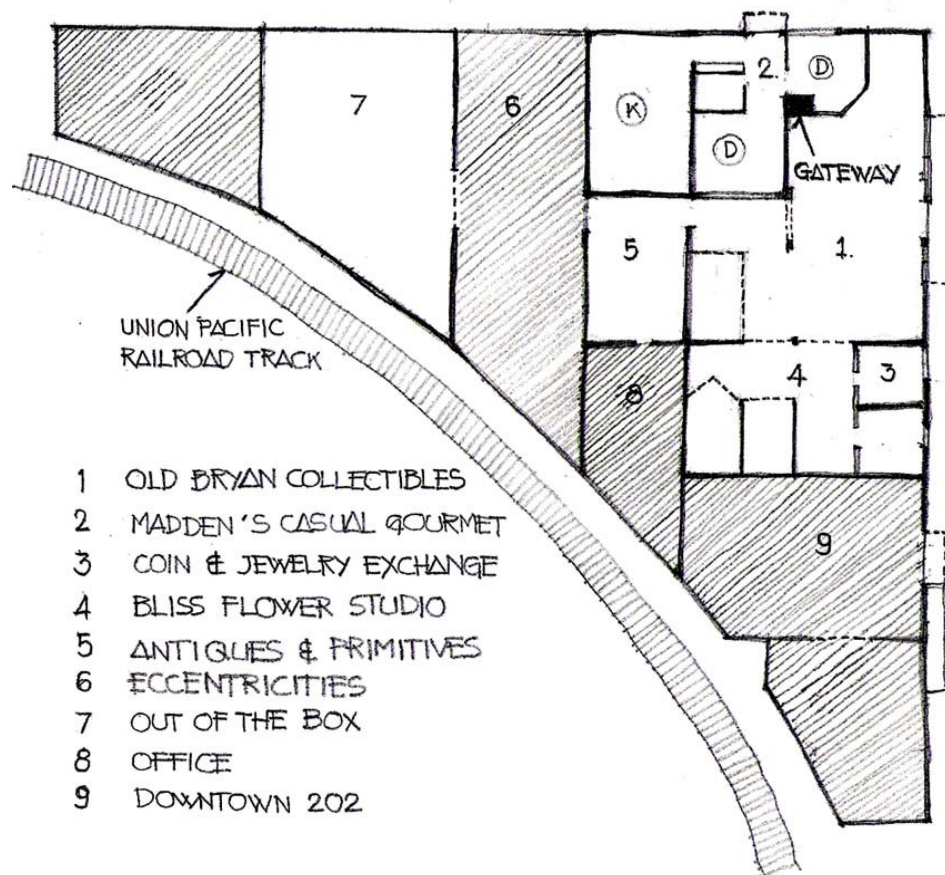 2.
D
7
6
K
D
GATEWAY
5
1.
UNION PACIFIC
RAILROAD TRACK
4
3
8
9
1 OLD BRYAN COLLECTIBLES
2 MADDEN'S CASUAL GOURMET
3 COIN & JEWELRY EXCHANGE
4 BLISS FLOWER STUDIO
5 ANTIQUES & PRIMITIVES
6 ECCENTRICITIES
7 OUT OF THE BOX
8 OFFICE
9 DOWNTOWN 202